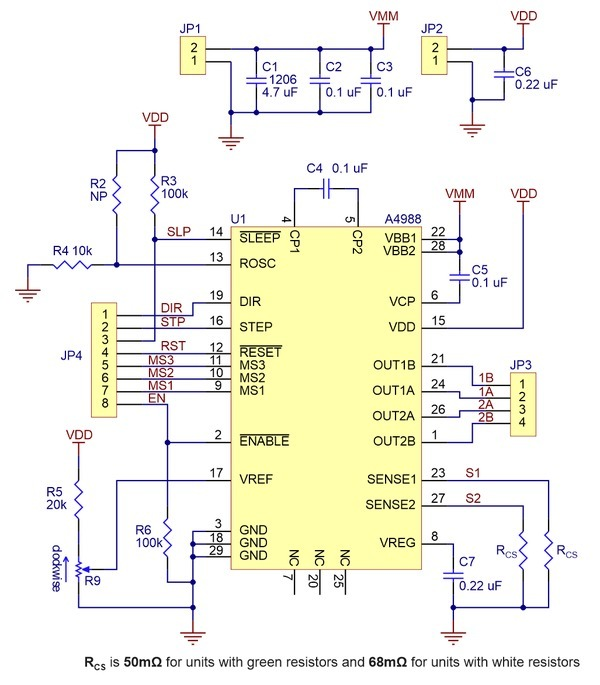 JP1
VMM
2
1
C1
1206
4.7 uF
C2
0.1 uF
C3
0.1 uF
JP2
VDD
2
1
C6
0.22 uF
VDD
R2
NP
R3
100k
C4 0.1 uF
4
5
U1
A4988
VMM
VDD
SLP
14
SLEEP
CP1
CP2
VBB1
22
VBB2
28
R4 10k
13
ROSC
C5
0.1 uF
DIR
19
DIR
VCP
6
STP
16
STEP
VDD
15
JP4
1
2
3
4
5
6
7
8
RST
12
RESET
MS3
11
MS3
MS2
10
MS2
MS1
9
MS1
EN
OUT1B
21
OUT1A
24
OUT2A
26
OUT2B
1
1B
1A
2A
2B
JP3
1
2
3
4
2
ENABLE
VDD
17
VREF
SENSE1
23
S1
SENSE2
27
S2
R5
20k
R6
100k
3
GND
18
GND
29
GND
VREG
8
RCS
RCS
clockwise
R9
NC
7
NC
20
NC
25
C7
0.22 uF
RCS is 50mΩ for units with green resistors and 68mΩ for units with white resistors